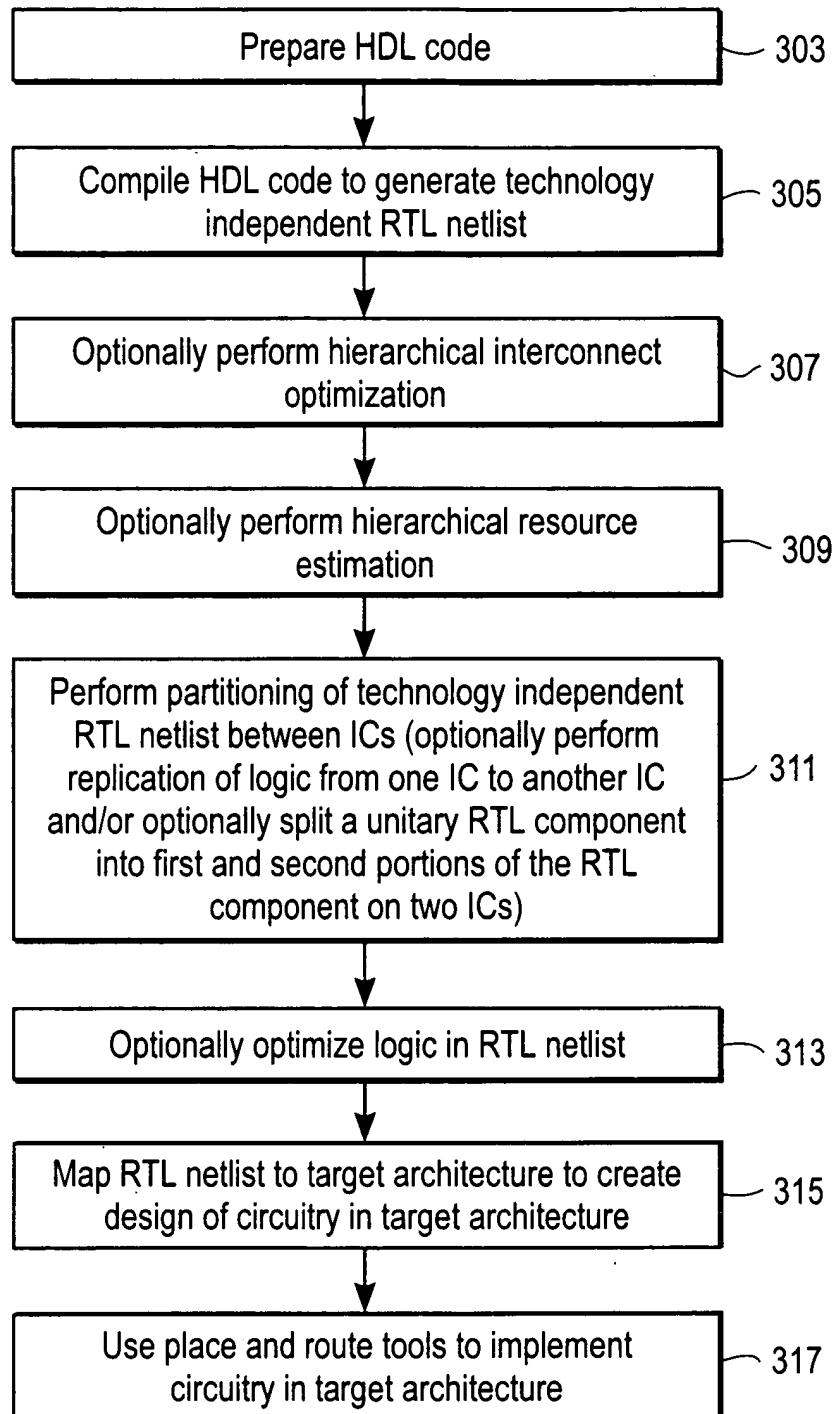 Prepare HDL code
303
Compile HDL code to generate technology
independent RTL netlist
305
Optionally perform hierarchical interconnect
optimization
307
Optionally perform hierarchical resource
estimation
309
Perform partitioning of technology independent
RTL netlist between ICs (optionally perform
replication of logic from one IC to another IC
and/or optionally split a unitary RTL component
into first and second portions of the RTL
component on two ICs)
311
Optionally optimize logic in RTL netlist
313
Map RTL netlist to target architecture to create
design of circuitry in target architecture
315
Use place and route tools to implement
circuitry in target architecture
317